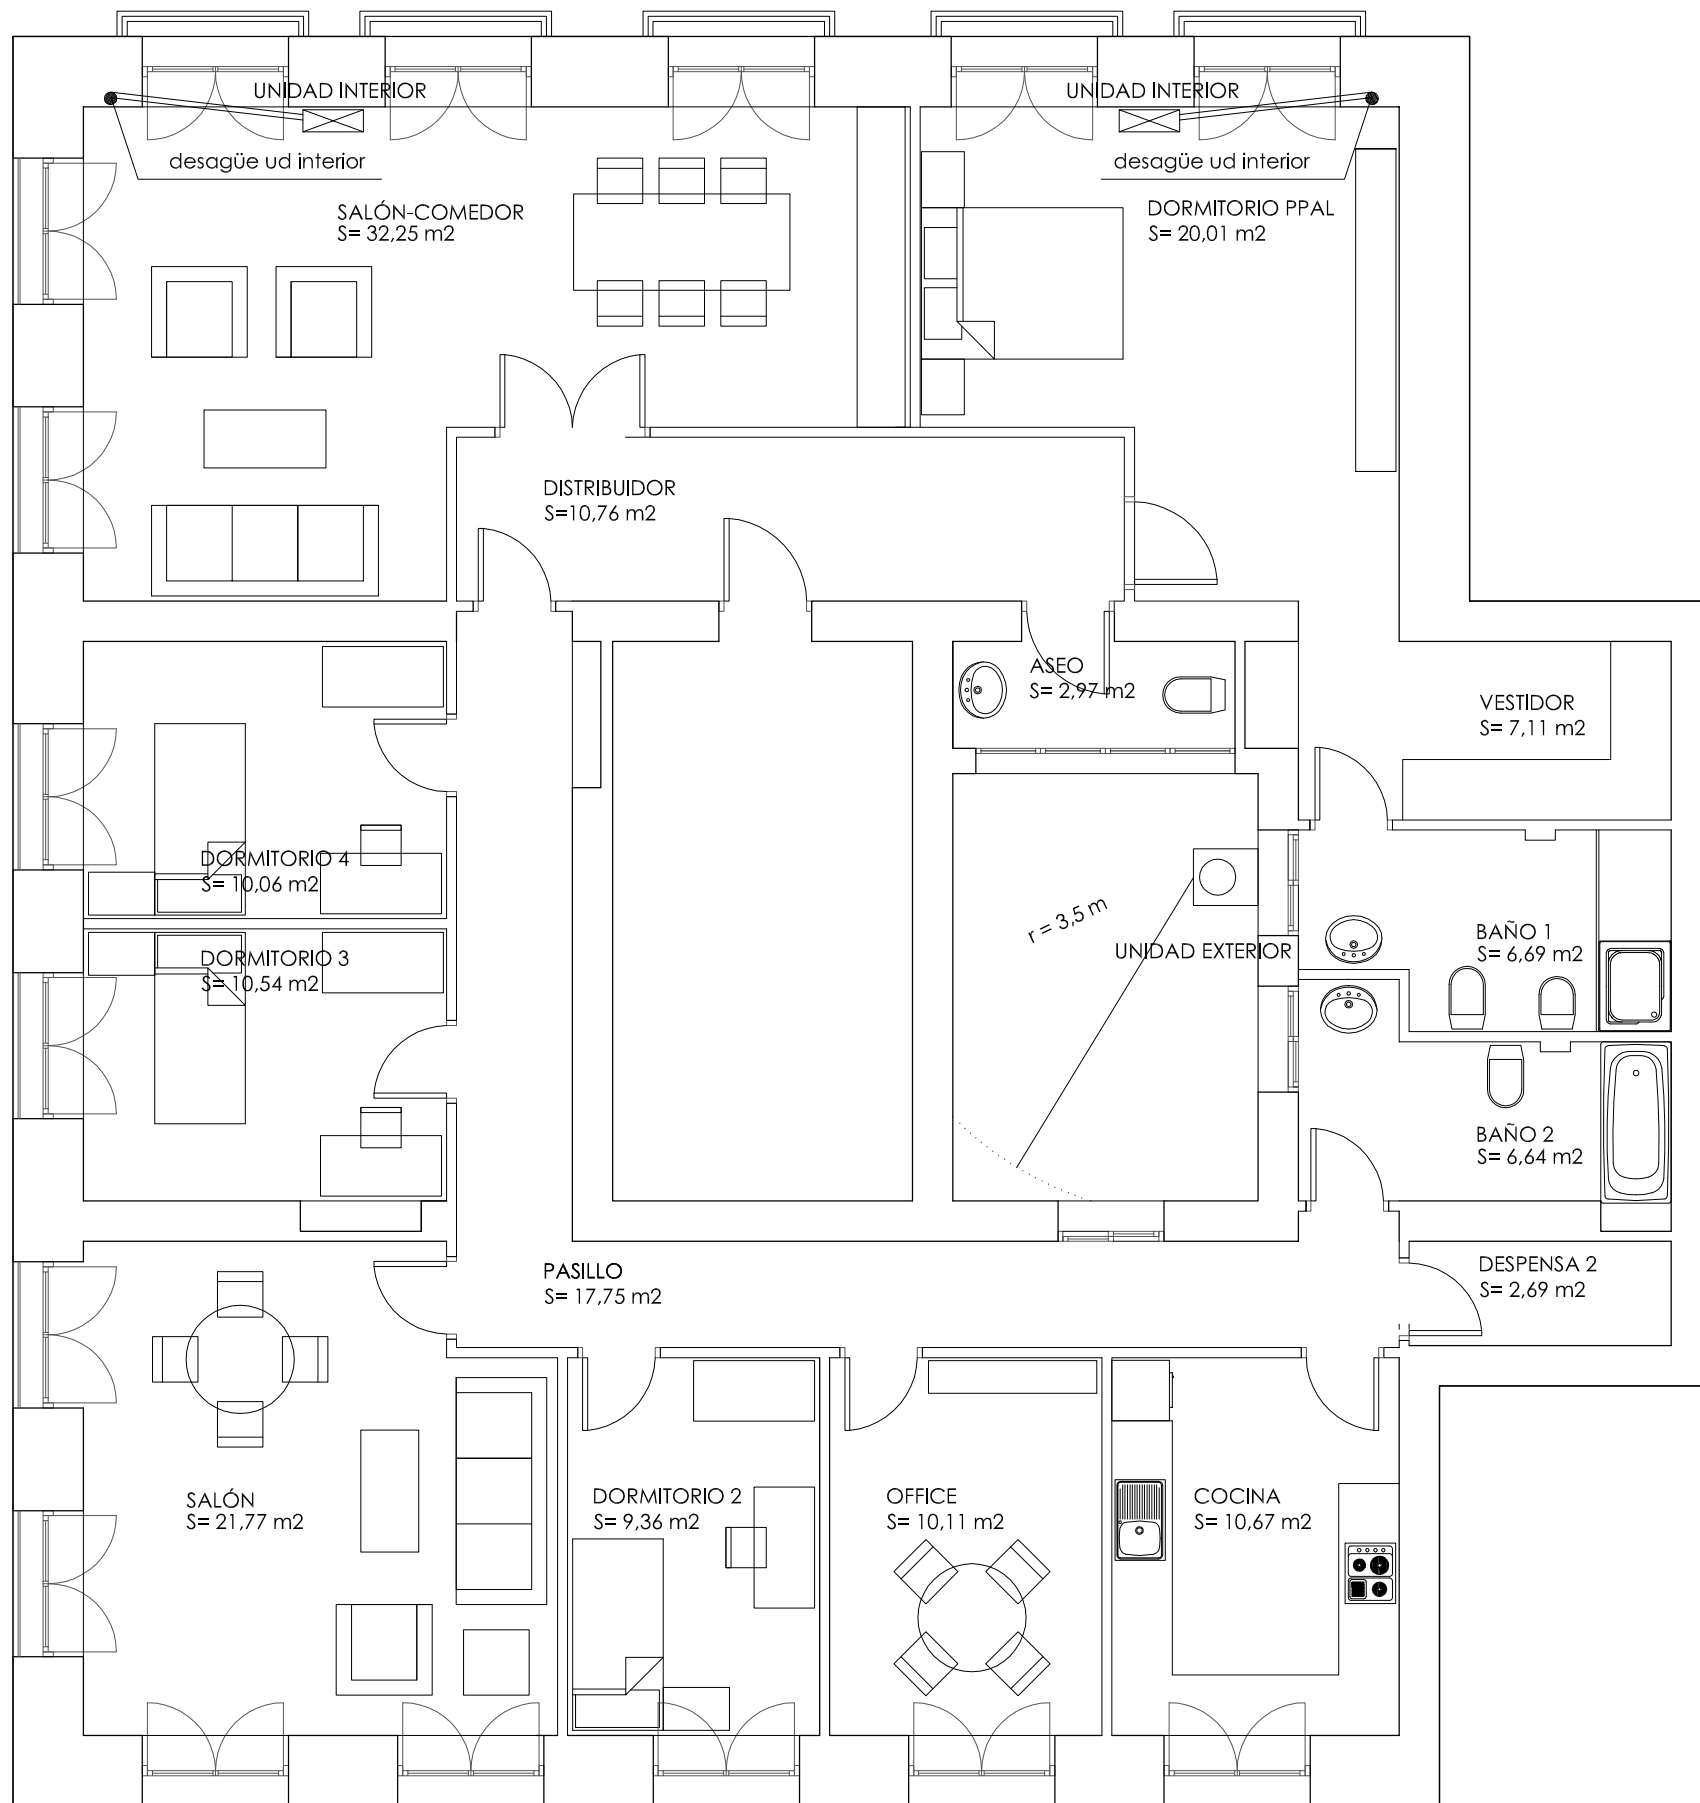 UNIDAD INTERIOR
UNIDAD INTERIOR
desagüe ud interior
desagüe ud interior
SALÓN-COMEDOR
S= 32,25 m2
DORMITORIO PPAL
S= 20,01 m2
DISTRIBUIDOR
S=10,76 m2
ASEO
S= 2,97 m2
VESTIDOR
S= 7,11 m2
DORMITORIO 4
S= 10,06 m2
r = 3,5 m
UNIDAD EXTERIOR
BAÑO 1
S= 6,69 m2
DORMITORIO 3
S= 10,54 m2
BAÑO 2
S= 6,64 m2
PASILLO
S= 17,75 m2
DESPENSA 2
S= 2,69 m2
SALÓN
S= 21,77 m2
DORMITORIO 2
S= 9,36 m2
OFFICE
S= 10,11 m2
COCINA
S= 10,67 m2